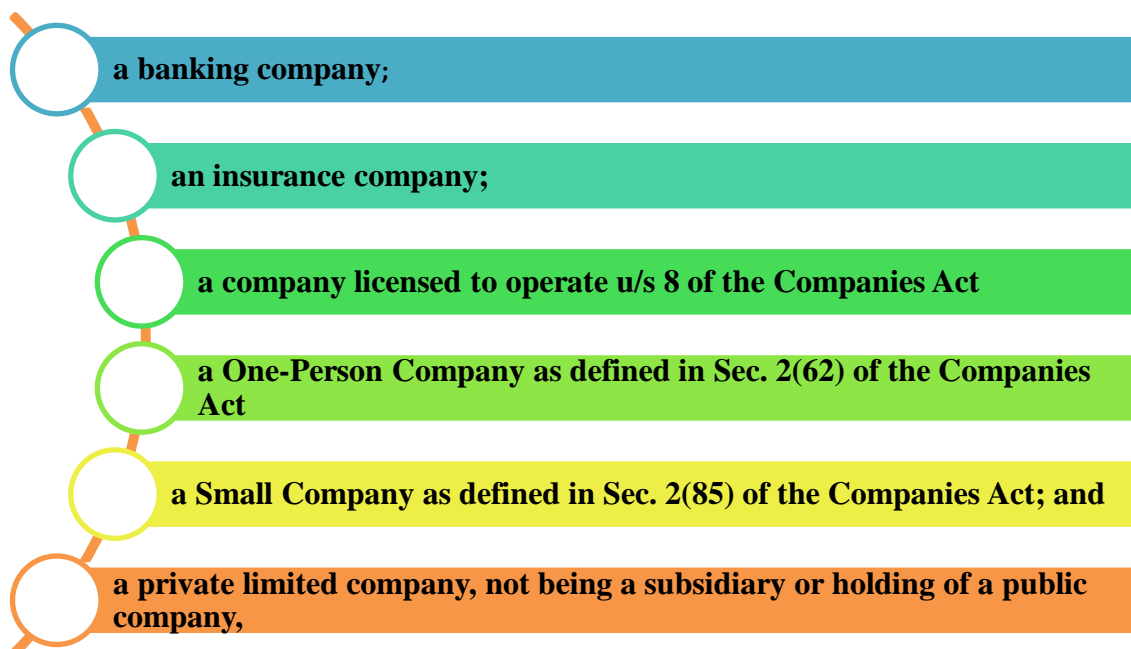 a banking company;
an insurance company;
a company licensed to operate u/s 8 of the Companies Act
a One-Person Company as defined in Sec. 2(62) of the Companies
Act
a Small Company as defined in Sec. 2(85) of the Companies Act; and
a private limited company, not being a subsidiary or holding of a public
company,